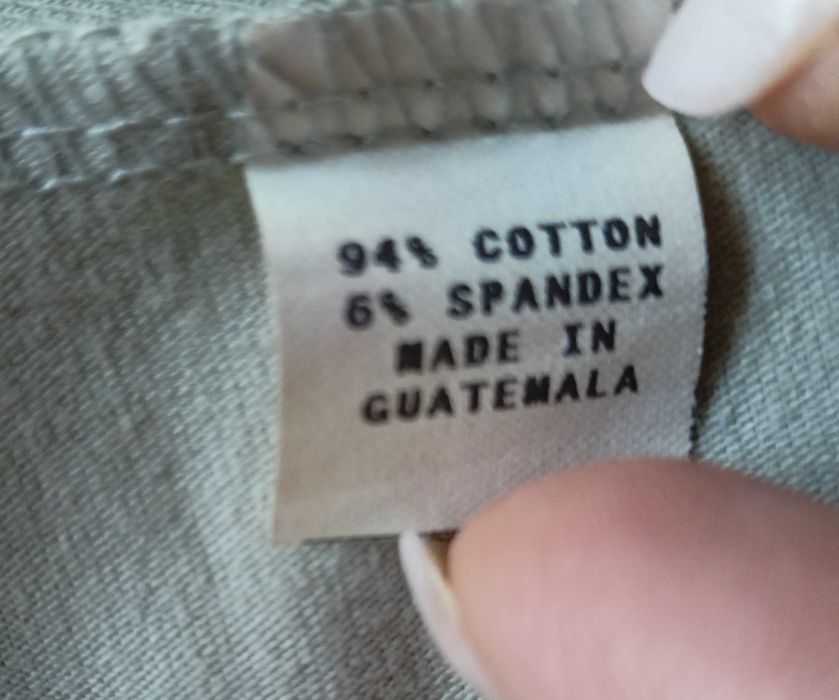 94% COTTON
6% SPANDEX
MADE IN
GUATEMALA